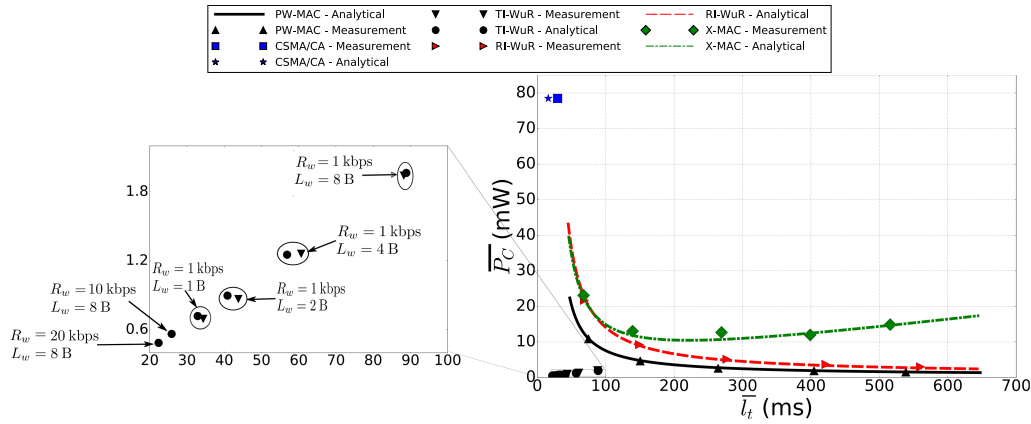 PW-MAC - Analytical
PW-MAC - Measurement
CSMA/CA - Measurement
CSMA/CA - Analytical
TI-WuR - Measurement
TI-WuR - Analytical
RI-WuR - Measurement
RI-WuR - Analytical
X-MAC - Measurement
X-MAC - Analytical
R_w = 1 kbps
L_w = 8 B
R_w = 1 kbps
L_w = 4 B
R_w = 1 kbps
L_w = 1 B
R_w = 1 kbps
L_w = 2 B
R_w = 10 kbps
L_w = 8 B
R_w = 20 kbps
L_w = 8 B
1.8
1.2
0.6
20 30 40 50 60 70 80 90 100
80
70
60
50
40
30
20
10
0
P_C (mW)
0 100 200 300 400 500 600 700
l_t (ms)